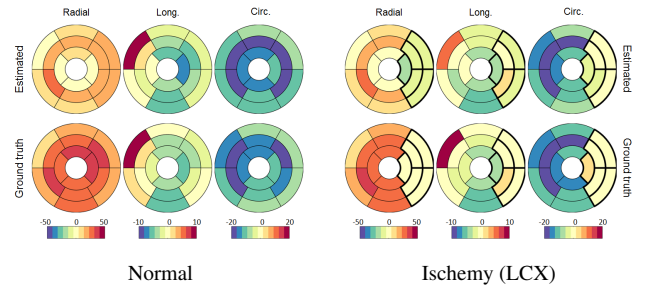 Radial Long. Circ. Radial Long. Circ.
Estimated Estimated
Ground truth Ground truth
-50 0 50 -10 0 10 -20 0 20 -50 0 50 -10 0 10 -20 0 20
Normal Ischemy (LCX)